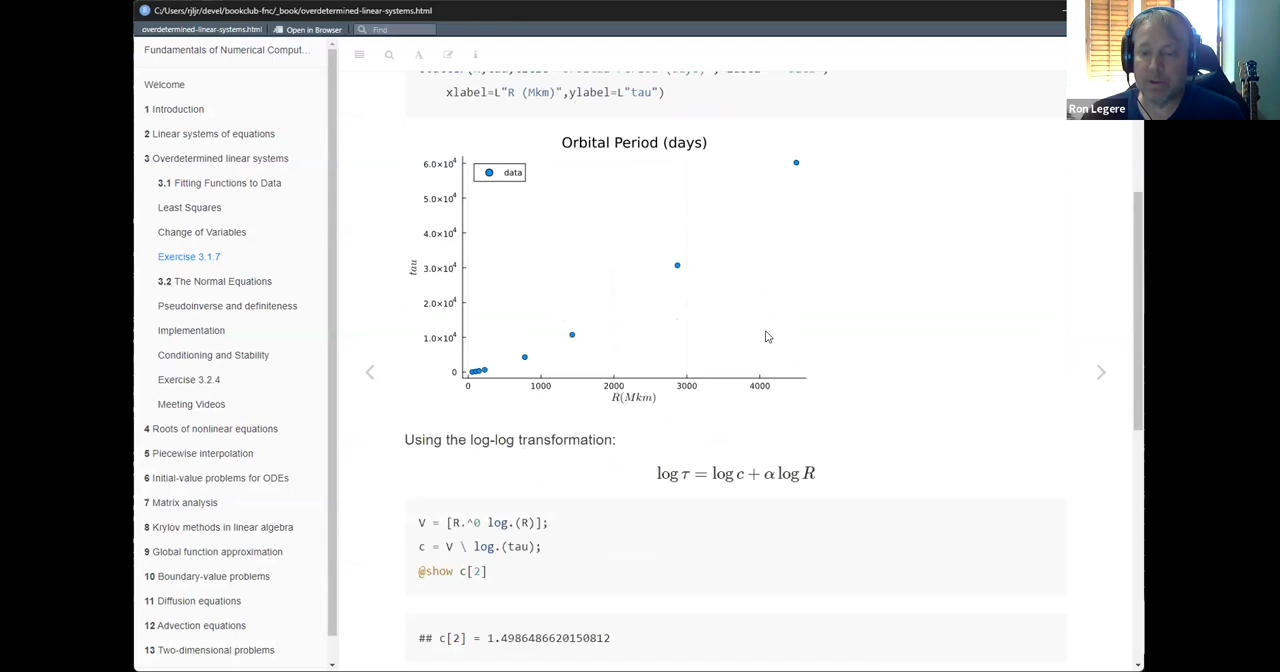 C:/Users/rjljr/devel/bookclub-fnc/_book/overdetermined-linear-systems.html
overdetermined-linear-systems.html
Open in Browser
Find
Fundamentals of Numerical Comput...
Welcome
1 Introduction
2 Linear systems of equations
3 Overdetermined linear systems
3.1 Fitting Functions to Data
Least Squares
Change of Variables
Exercise 3.1.7
3.2 The Normal Equations
Pseudoinverse and definiteness
Implementation
Conditioning and Stability
Exercise 3.2.4
Meeting Videos
4 Roots of nonlinear equations
5 Piecewise interpolation
6 Initial-value problems for ODEs
7 Matrix analysis
8 Krylov methods in linear algebra
9 Global function approximation
10 Boundary-value problems
11 Diffusion equations
12 Advection equations
13 Two-dimensional problems
xlabel=L"R (Mkm)",ylabel=L"tau")
Orbital Period (days)
data
6.0×10⁴
5.0×10⁴
4.0×10⁴
3.0×10⁴
2.0×10⁴
1.0×10⁴
0
tau
0 1000 2000 3000 4000
R(Mkm)
Using the log-log transformation:
log τ = log c + α log R
V = [R.^0 log.(R)];
c = V \ log.(tau);
@show c[2]
## c[2] = 1.4986486620150812
Ron Legere